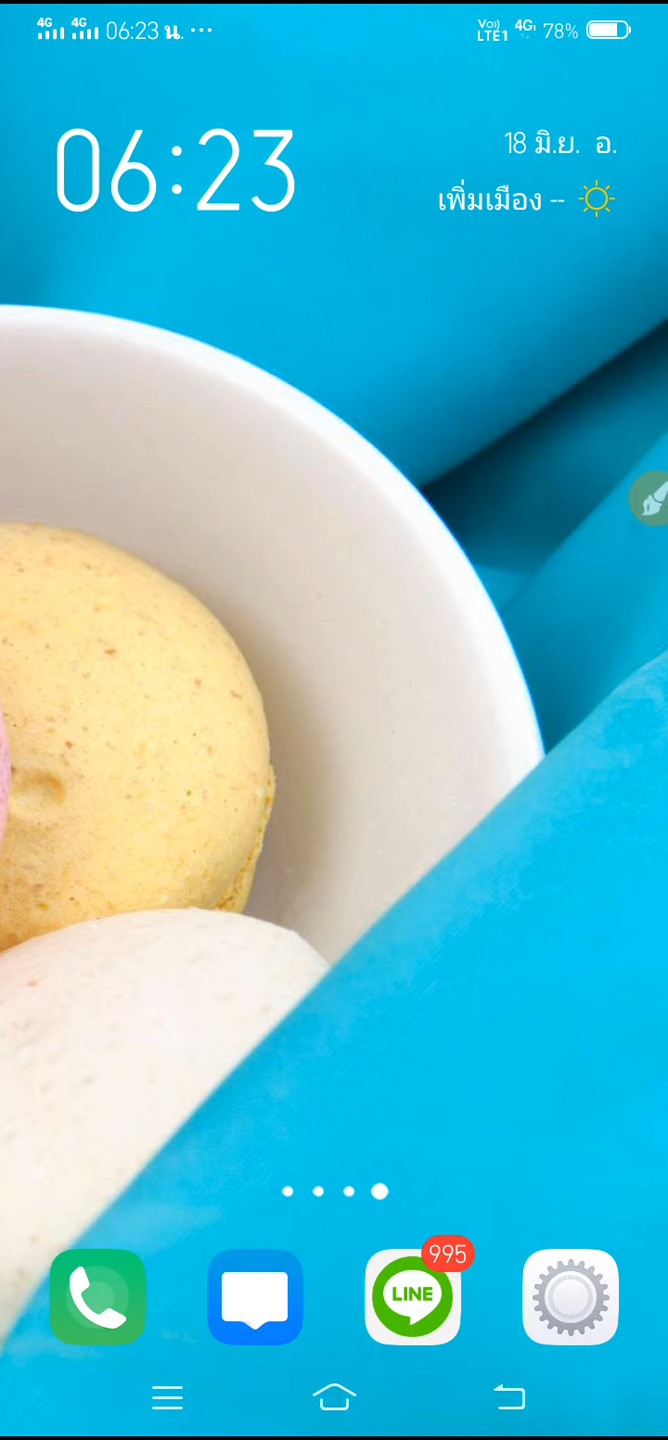 4G 4G 06:23 น. ··· Vo)) LTE1 4G 78%
06:23
18 มิ.ย. อ.
เพิ่มเมือง --
995
LINE